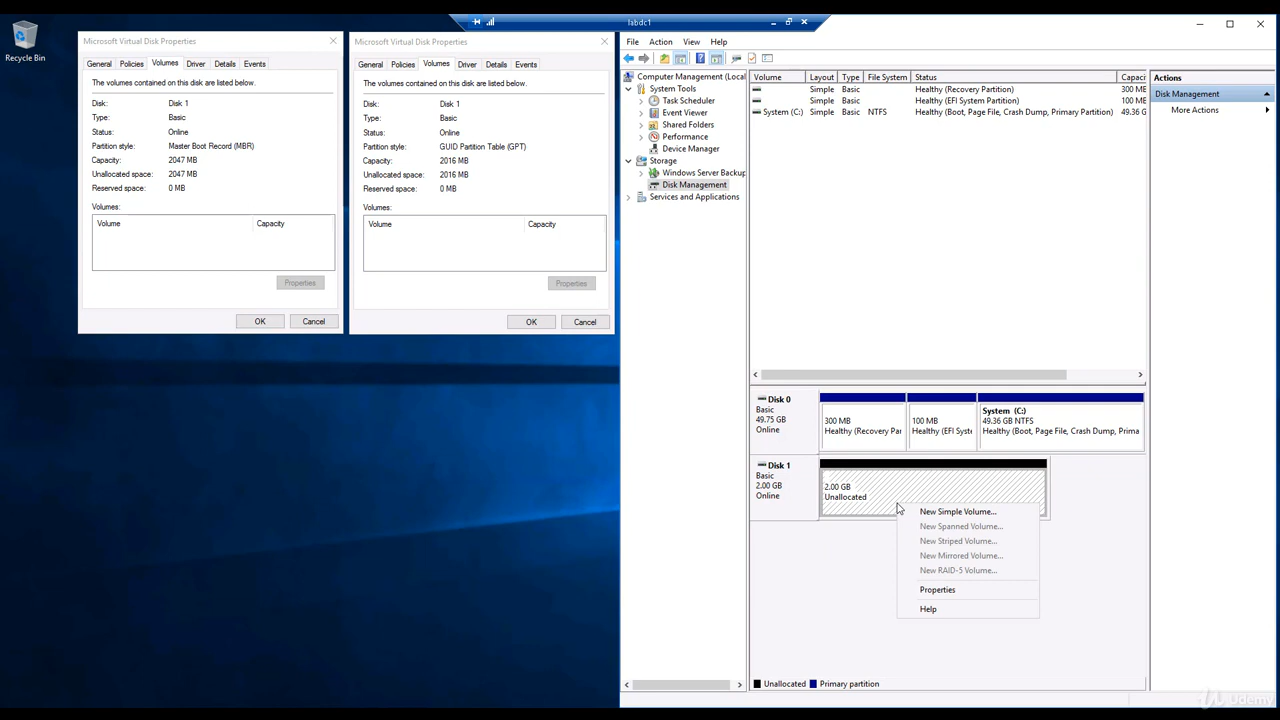 labdc1
Recycle Bin
Microsoft Virtual Disk Properties
General Policies Volumes Driver Details Events
The volumes contained on this disk are listed below.
Disk: Disk 1
Type: Basic
Status: Online
Partition style: Master Boot Record (MBR)
Capacity: 2047 MB
Unallocated space: 2047 MB
Reserved space: 0 MB
Volumes:
Volume Capacity
Properties
OK Cancel
Microsoft Virtual Disk Properties
General Policies Volumes Driver Details Events
The volumes contained on this disk are listed below.
Disk: Disk 1
Type: Basic
Status: Online
Partition style: GUID Partition Table (GPT)
Capacity: 2016 MB
Unallocated space: 2016 MB
Reserved space: 0 MB
Volumes:
Volume Capacity
Properties
OK Cancel
File Action View Help
Computer Management (Local
System Tools
Task Scheduler
Event Viewer
Shared Folders
Performance
Device Manager
Storage
Windows Server Backup
Disk Management
Services and Applications
Volume Layout Type File System Status Capaci
Simple Basic Healthy (Recovery Partition) 300 MB
Simple Basic Healthy (EFI System Partition) 100 MB
System (C:) Simple Basic NTFS Healthy (Boot, Page File, Crash Dump, Primary Partition) 49.36 G
Disk 0
Basic
49.75 GB
Online
300 MB
Healthy (Recovery Pa
100 MB
Healthy (EFI Syst
System (C:)
49.36 GB NTFS
Healthy (Boot, Page File, Crash Dump, Prima
Disk 1
Basic
2.00 GB
Online
2.00 GB
Unallocated
New Simple Volume...
New Spanned Volume...
New Striped Volume...
New Mirrored Volume...
New RAID-5 Volume...
Properties
Help
Unallocated Primary partition
Actions
Disk Management
More Actions
Udemy